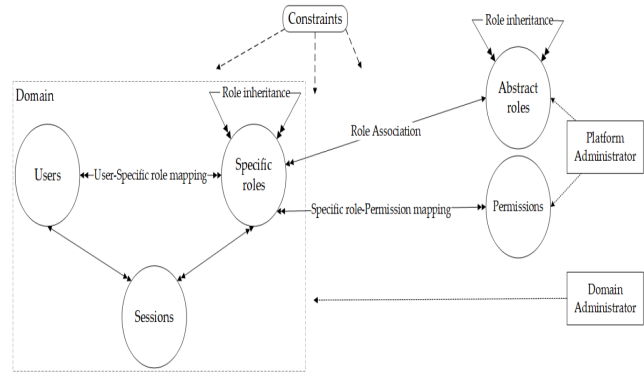 Constraints
Role inheritance
Domain
Role inheritance
Abstract
roles
Role Association
Platform
Administrator
Users
User-Specific role mapping
Specific
roles
Specific role-Permission mapping
Permissions
Sessions
Domain
Administrator